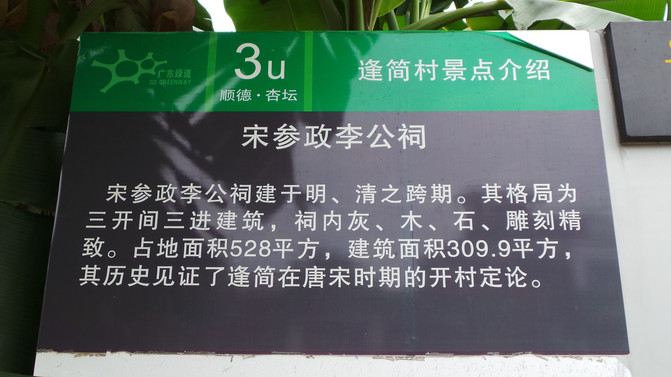 广东绿道
GD GREENWAY
3u
顺德·杏坛
逢简村景点介绍
宋参政李公祠
宋参政李公祠建于明、清之跨期。其格局为
三开间三进建筑，祠内灰、木、石、雕刻精
致。占地面积528平方，建筑面积309.9平方，
其历史见证了逢简在唐宋时期的开村定论。